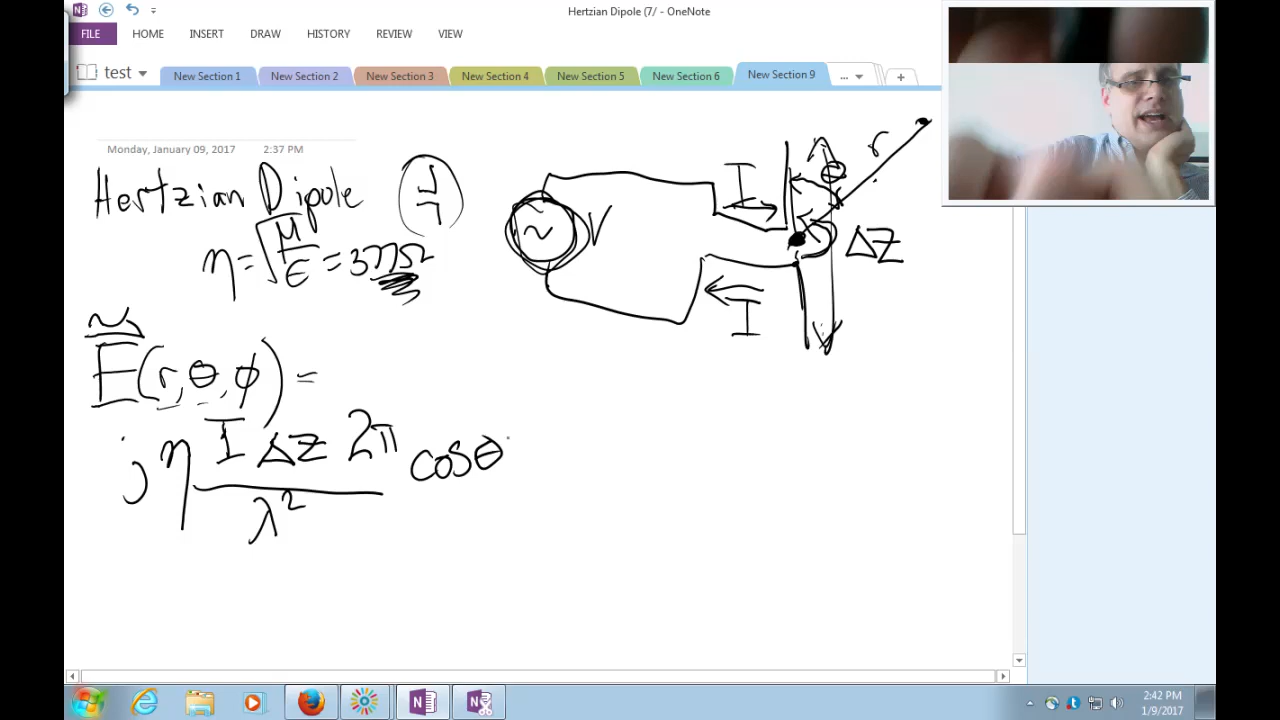 Hertzian Dipole (7/ - OneNote
FILE HOME INSERT DRAW HISTORY REVIEW VIEW
test New Section 1 New Section 2 New Section 3 New Section 4 New Section 5 New Section 6 New Section 9 ...
Monday, January 09, 2017 2:37 PM
Hertzian Dipole
η = √(μ/ε) = 377Ω
V
I
I
ΔZ
r
θ
Ẽ(r, θ, φ) =
jη I ΔZ 2π cosθ
λ²
2:42 PM
1/9/2017